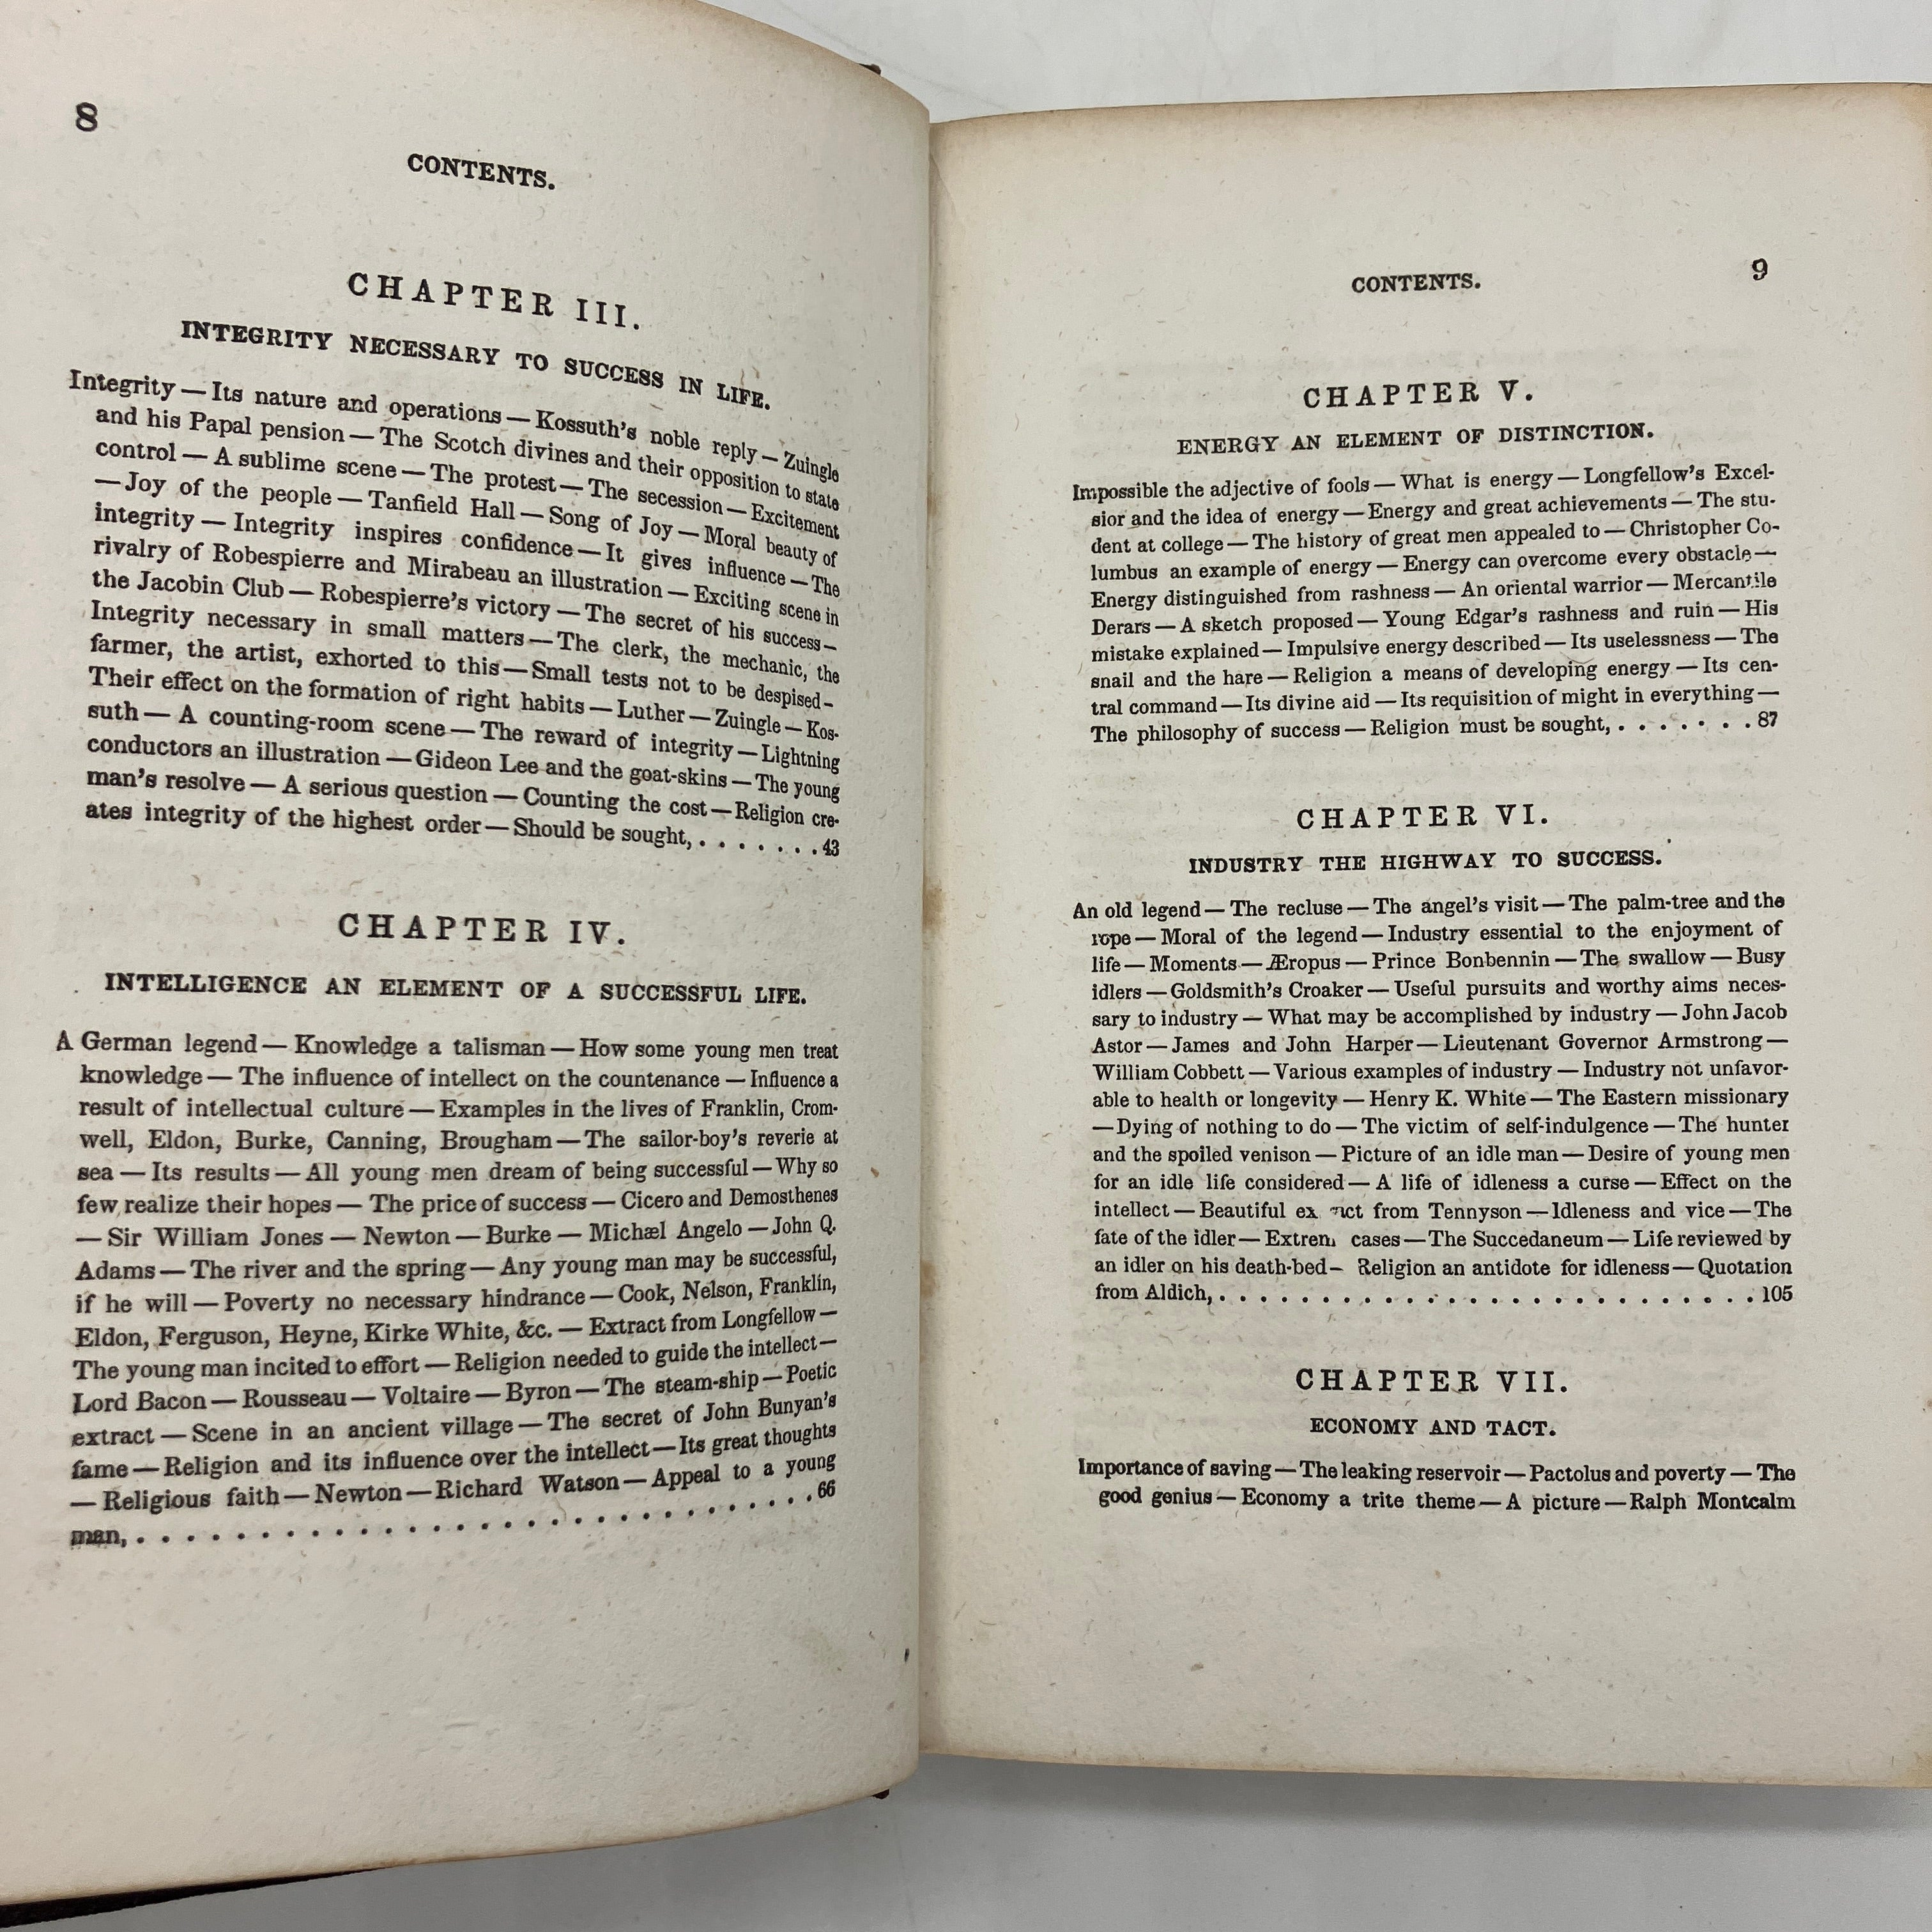 8
CONTENTS.
CHAPTER III.
INTEGRITY NECESSARY TO SUCCESS IN LIFE.
Integrity — Its nature and operations — Kossuth's noble reply — Zuingle
and his Papal pension — The Scotch divines and their opposition to state
control — A sublime scene — The protest — The secession — Excitement
— Joy of the people — Tanfield Hall — Song of Joy — Moral beauty of
integrity — Integrity inspires confidence — It gives influence — The
rivalry of Robespierre and Mirabeau an illustration — Exciting scene in
the Jacobin Club — Robespierre's victory — The secret of his success —
Integrity necessary in small matters — The clerk, the mechanic, the
farmer, the artist, exhorted to this — Small tests not to be despised —
Their effect on the formation of right habits — Luther — Zuingle — Kos-
suth — A counting-room scene — The reward of integrity — Lightning
conductors an illustration — Gideon Lee and the goat-skins — The young
man's resolve — A serious question — Counting the cost — Religion cre-
ates integrity of the highest order — Should be sought, . . . . . . . 43
CHAPTER IV.
INTELLIGENCE AN ELEMENT OF A SUCCESSFUL LIFE.
A German legend — Knowledge a talisman — How some young men treat
knowledge — The influence of intellect on the countenance — Influence a
result of intellectual culture — Examples in the lives of Franklin, Crom-
well, Eldon, Burke, Canning, Brougham — The sailor-boy's reverie at
sea — Its results — All young men dream of being successful — Why so
few realize their hopes — The price of success — Cicero and Demosthenes
— Sir William Jones — Newton — Burke — Michæl Angelo — John Q.
Adams — The river and the spring — Any young man may be successful,
if he will — Poverty no necessary hindrance — Cook, Nelson, Franklin,
Eldon, Ferguson, Heyne, Kirke White, &c. — Extract from Longfellow —
The young man incited to effort — Religion needed to guide the intellect —
Lord Bacon — Rousseau — Voltaire — Byron — The steam-ship — Poetic
extract — Scene in an ancient village — The secret of John Bunyan's
fame — Religion and its influence over the intellect — Its great thoughts
— Religious faith — Newton — Richard Watson — Appeal to a young
man, . . . . . . . . . . . . . . . . . . . . . . . . . . . 66
CONTENTS. 9
CHAPTER V.
ENERGY AN ELEMENT OF DISTINCTION.
Impossible the adjective of fools — What is energy — Longfellow's Excel-
sior and the idea of energy — Energy and great achievements — The stu-
dent at college — The history of great men appealed to — Christopher Co-
lumbus an example of energy — Energy can overcome every obstacle —
Energy distinguished from rashness — An oriental warrior — Mercantile
Derars — A sketch proposed — Young Edgar's rashness and ruin — His
mistake explained — Impulsive energy described — Its uselessness — The
snail and the hare — Religion a means of developing energy — Its cen-
tral command — Its divine aid — Its requisition of might in everything —
The philosophy of success — Religion must be sought, . . . . . . . 87
CHAPTER VI.
INDUSTRY THE HIGHWAY TO SUCCESS.
An old legend — The recluse — The angel's visit — The palm-tree and the
rope — Moral of the legend — Industry essential to the enjoyment of
life — Moments — Æropus — Prince Bonbennin — The swallow — Busy
idlers — Goldsmith's Croaker — Useful pursuits and worthy aims neces-
sary to industry — What may be accomplished by industry — John Jacob
Astor — James and John Harper — Lieutenant Governor Armstrong —
William Cobbett — Various examples of industry — Industry not unfavor-
able to health or longevity — Henry K. White — The Eastern missionary
— Dying of nothing to do — The victim of self-indulgence — The hunter
and the spoiled venison — Picture of an idle man — Desire of young men
for an idle life considered — A life of idleness a curse — Effect on the
intellect — Beautiful ex act from Tennyson — Idleness and vice — The
fate of the idler — Extrem cases — The Succedaneum — Life reviewed by
an idler on his death-bed — Religion an antidote for idleness — Quotation
from Aldich, . . . . . . . . . . . . . . . . . . . . . . . . . . 105
CHAPTER VII.
ECONOMY AND TACT.
Importance of saving — The leaking reservoir — Pactolus and poverty — The
good genius — Economy a trite theme — A picture — Ralph Montcalm